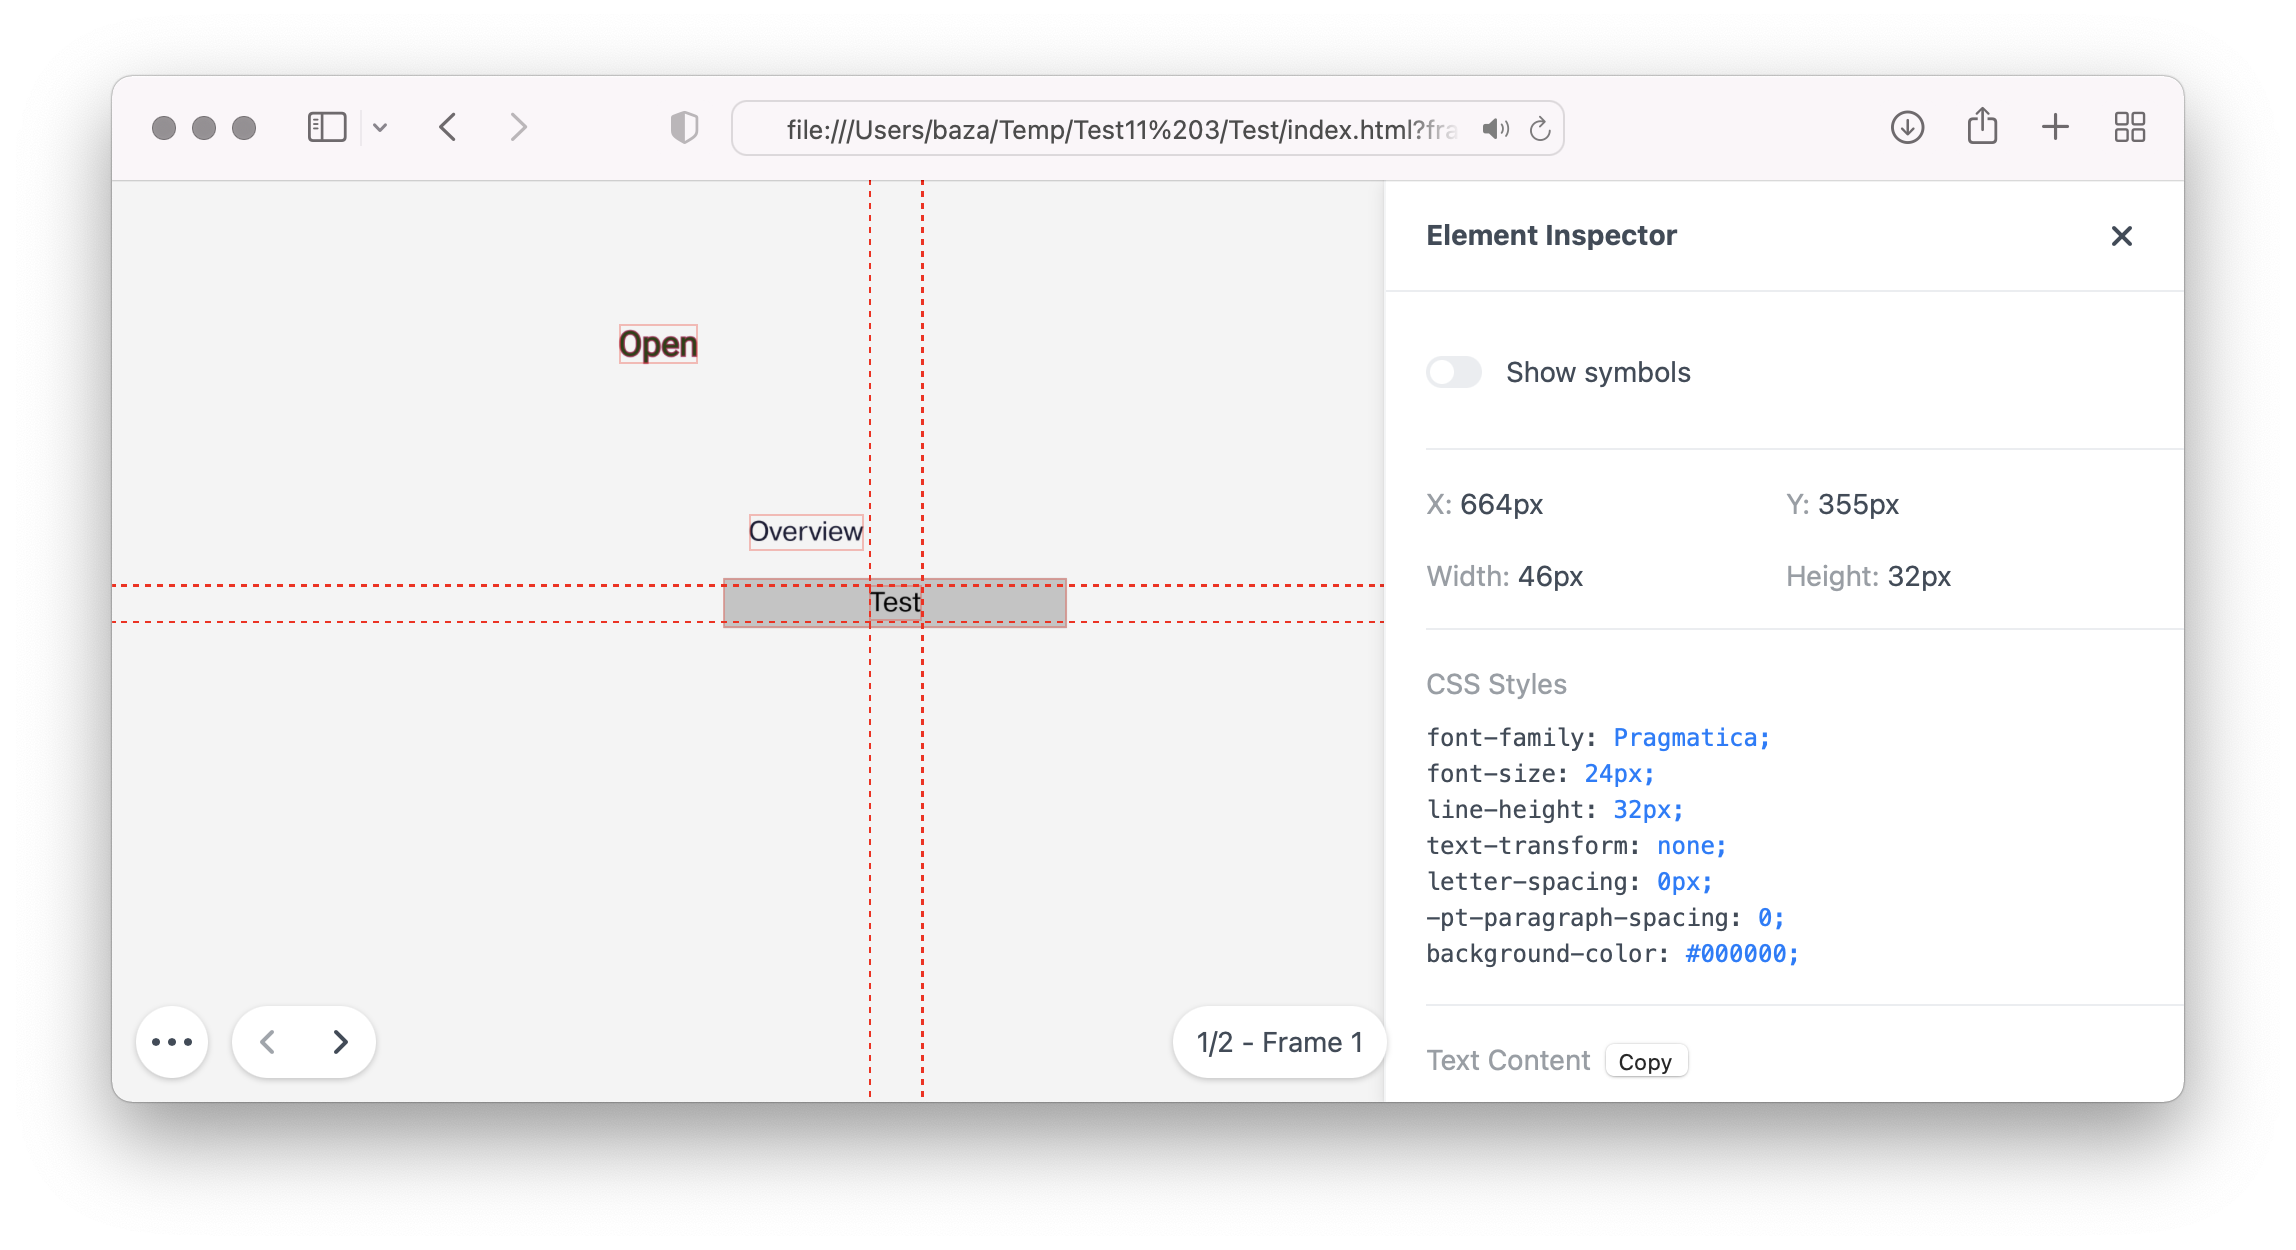 file:///Users/baza/Temp/Test11%203/Test/index.html?fra
Open
Overview
Test
1/2 - Frame 1
Element Inspector
Show symbols
X: 664px Y: 355px
Width: 46px Height: 32px
CSS Styles
font-family: Pragmatica;
font-size: 24px;
line-height: 32px;
text-transform: none;
letter-spacing: 0px;
-pt-paragraph-spacing: 0;
background-color: #000000;
Text Content Copy